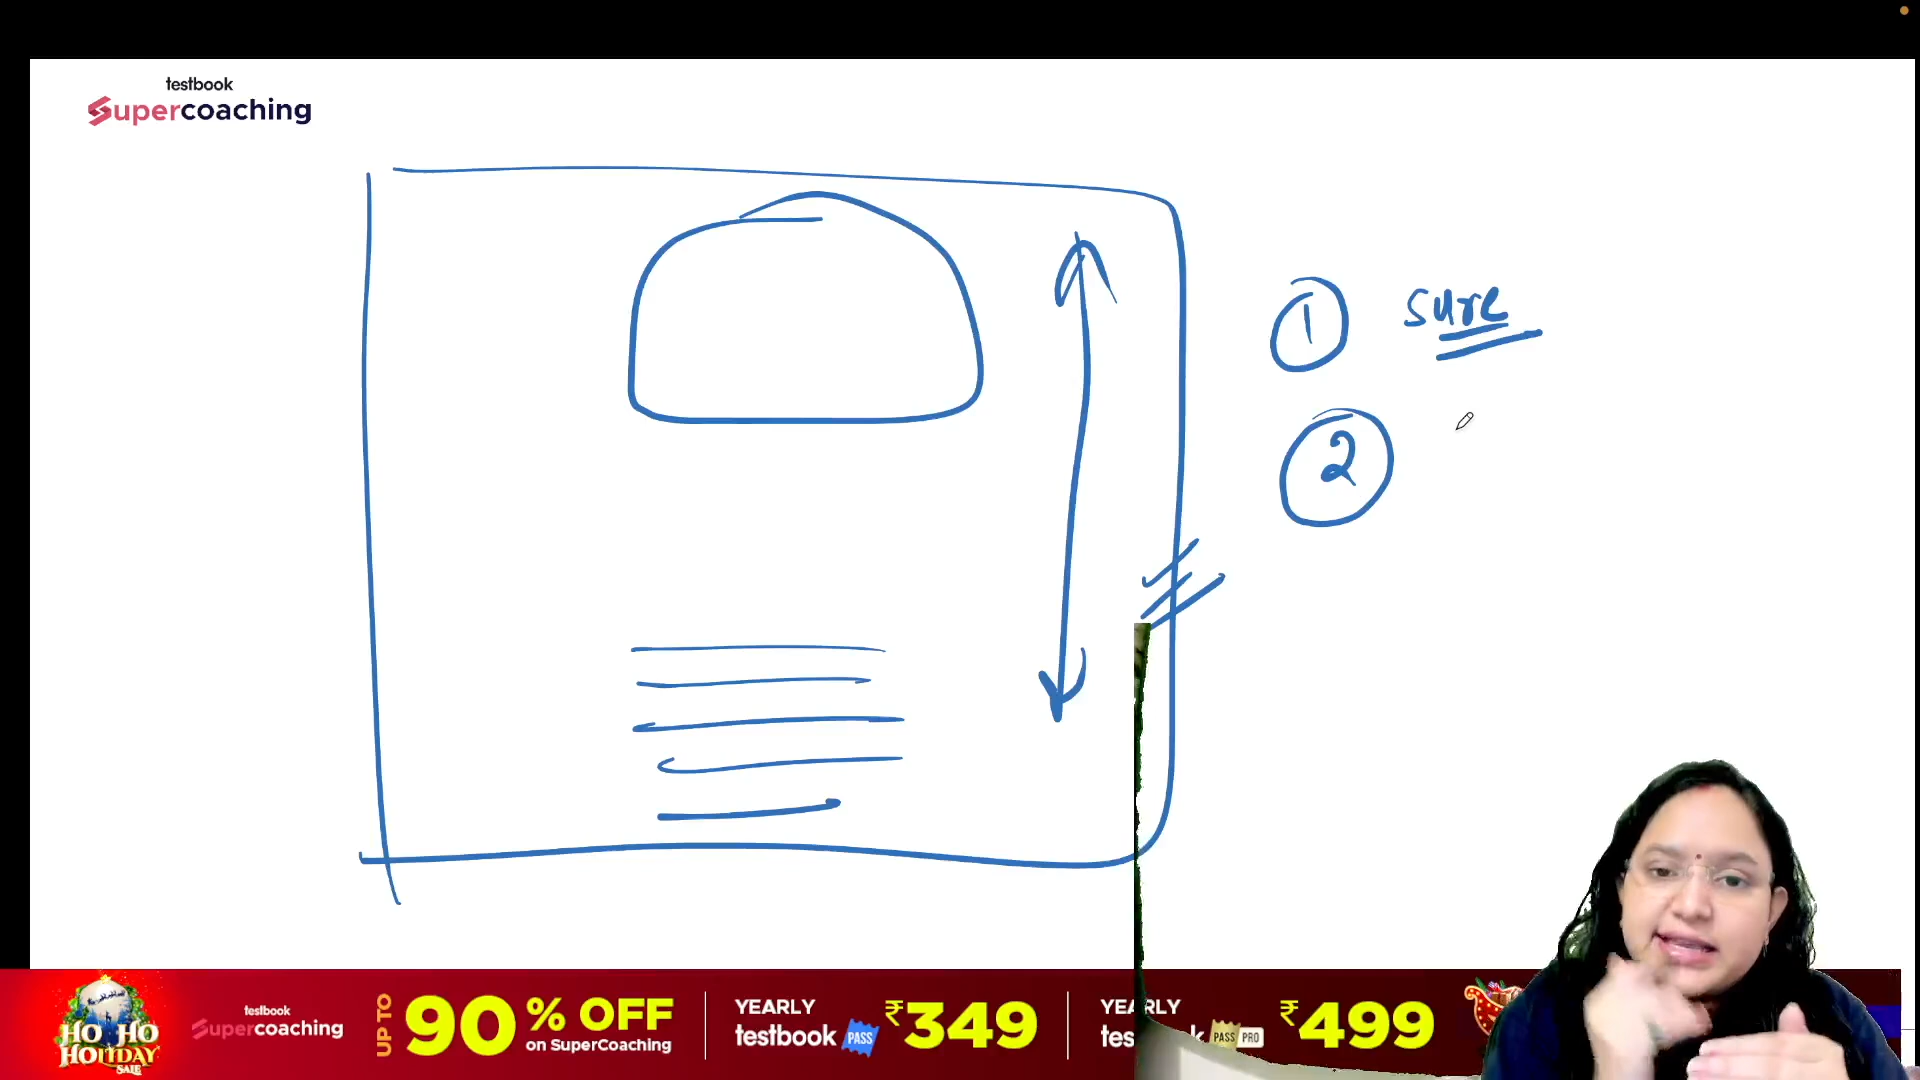 testbook
Supercoaching
1 sure
2
HO HO
HOLIDAY
SALE
testbook
Supercoaching
UP TO
90% OFF
on SuperCoaching
YEARLY
testbook PASS
₹349
YEARLY
PASS PRO
₹499